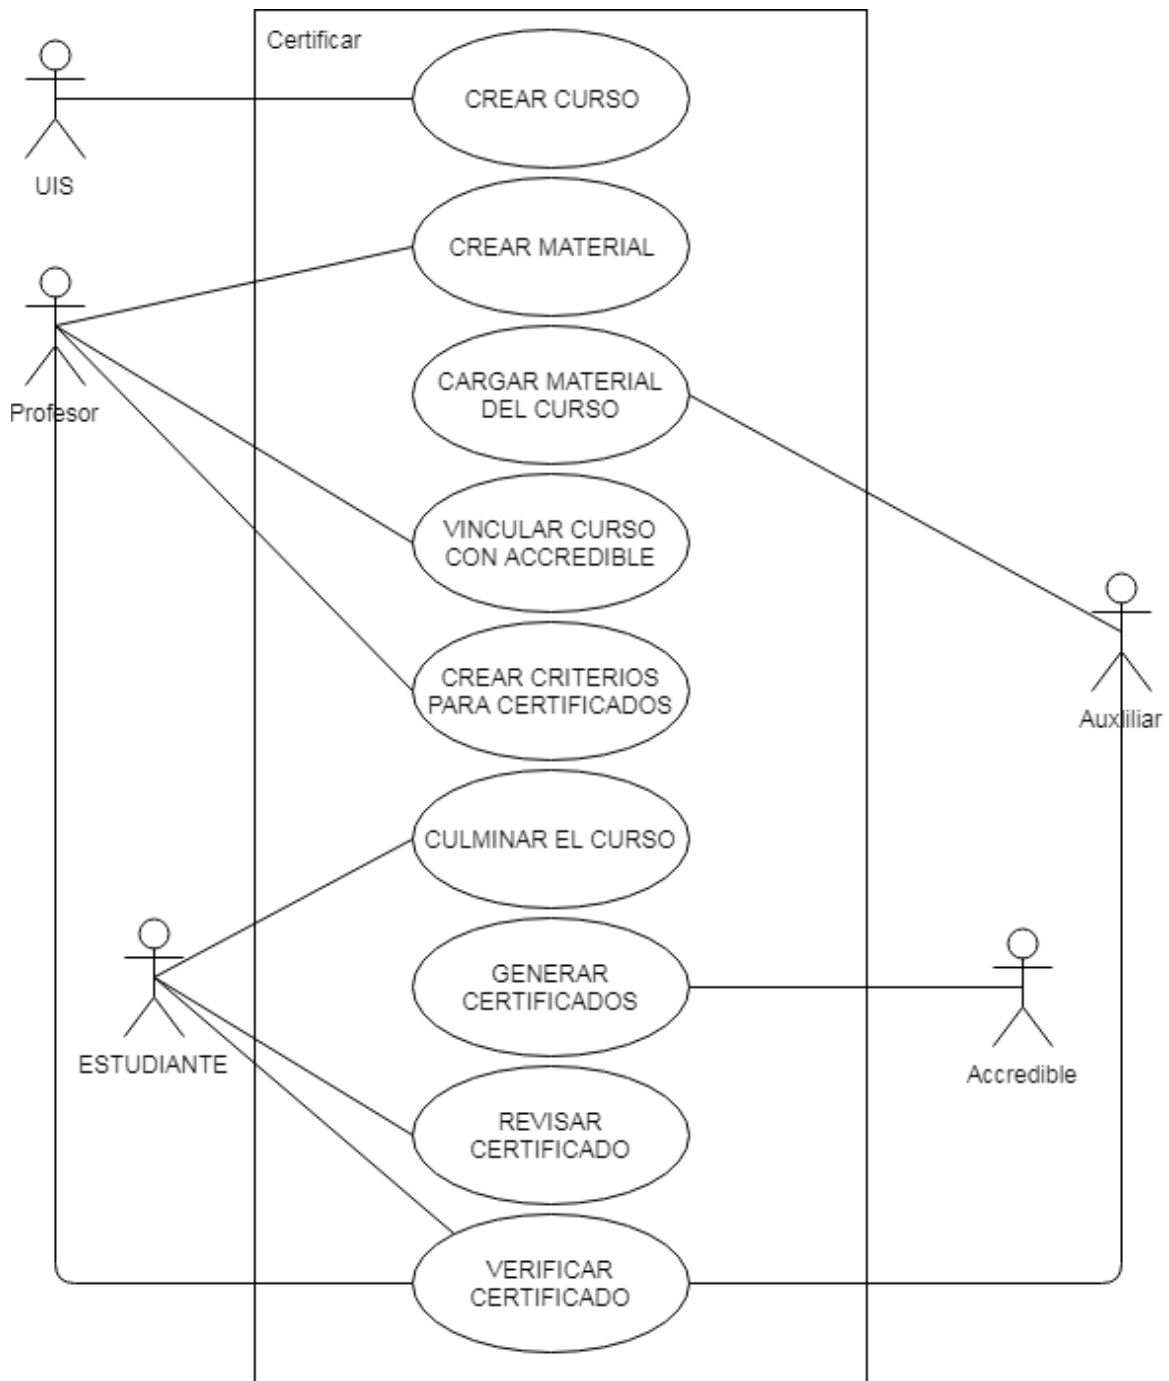 Certificar
CREAR CURSO
UIS
CREAR MATERIAL
Profesor
CARGAR MATERIAL
DEL CURSO
VINCULAR CURSO
CON ACCREDIBLE
CREAR CRITERIOS
PARA CERTIFICADOS
Auxliliar
CULMINAR EL CURSO
GENERAR
CERTIFICADOS
ESTUDIANTE
Accredible
REVISAR
CERTIFICADO
VERIFICAR
CERTIFICADO